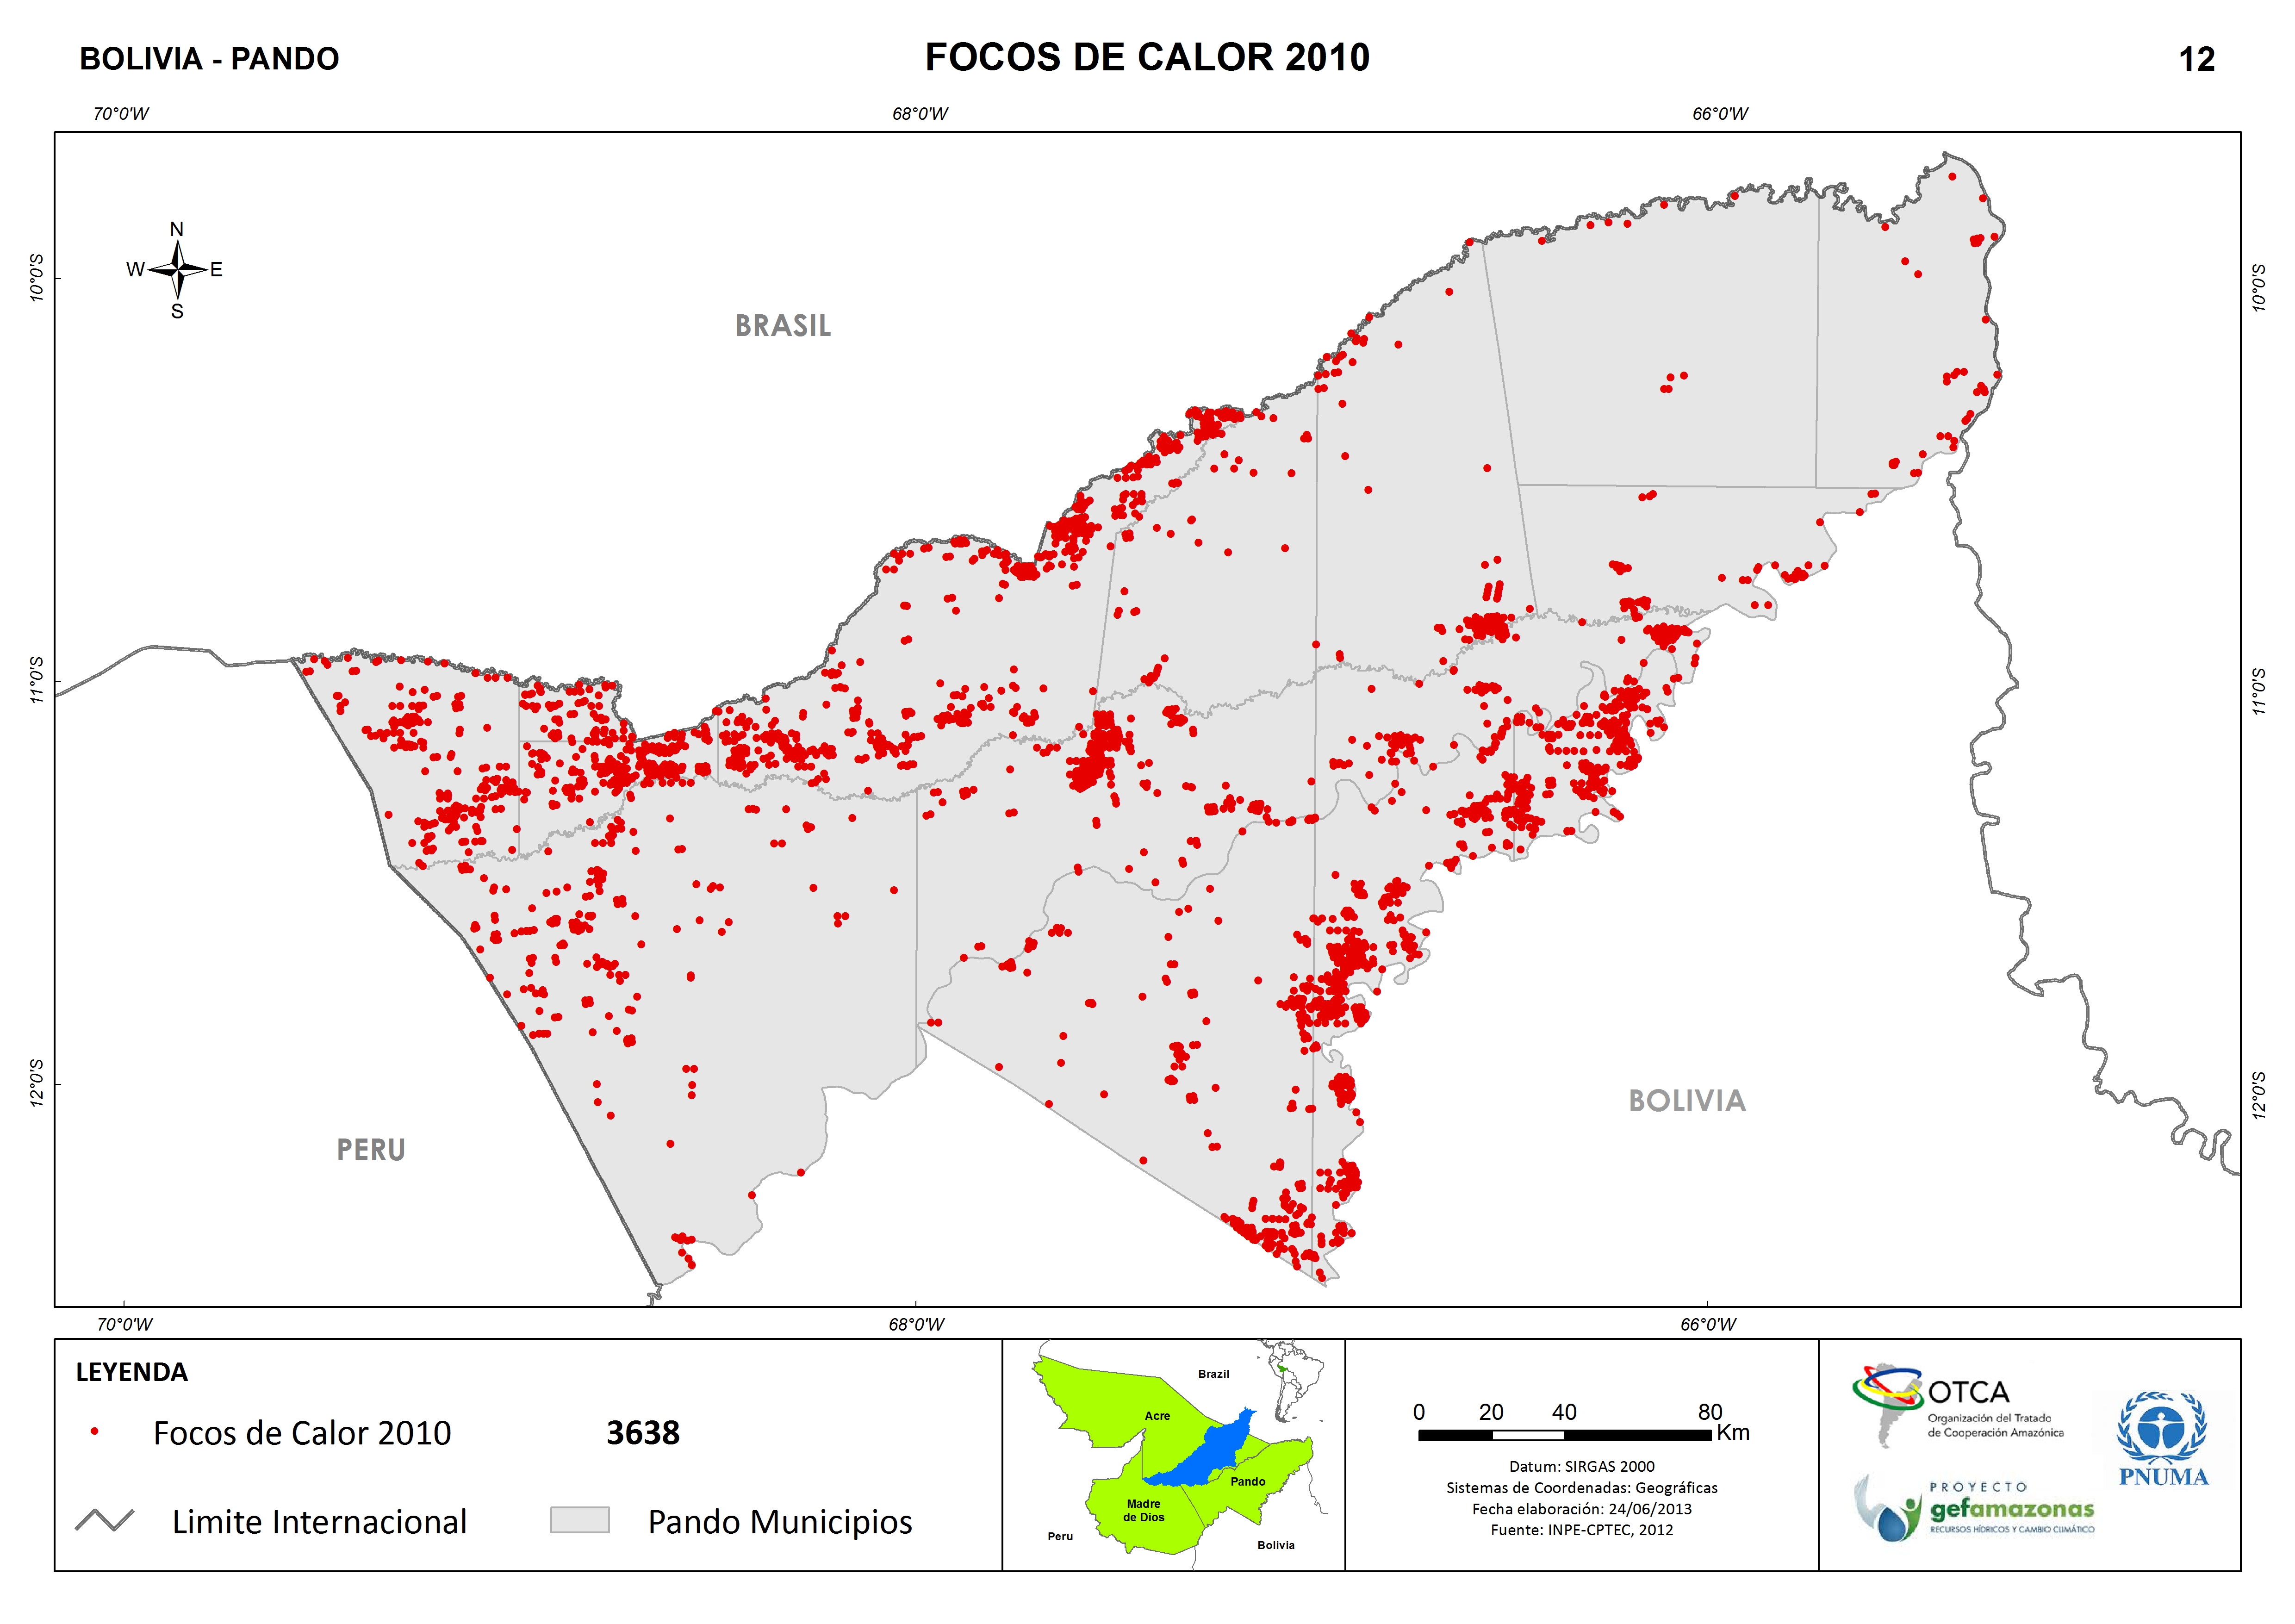 BOLIVIA - PANDO
FOCOS DE CALOR 2010
12
70°0'W
68°0'W
66°0'W
10°0'S
10°0'S
N
W
E
S
BRASIL
11°0'S
11°0'S
12°0'S
12°0'S
BOLIVIA
PERU
70°0'W
68°0'W
66°0'W
LEYENDA
Focos de Calor 2010
3638
Limite Internacional
Pando Municipios
Brazil
Acre
Pando
Madre
de Dios
Peru
Bolivia
0 20 40 80
Km
Datum: SIRGAS 2000
Sistemas de Coordenadas: Geográficas
Fecha elaboración: 24/06/2013
Fuente: INPE-CPTEC, 2012
OTCA
Organización del Tratado
de Cooperación Amazónica
PROYECTO
gefamazonas
RECURSOS HÍDRICOS Y CAMBIO CLIMÁTICO
PNUMA